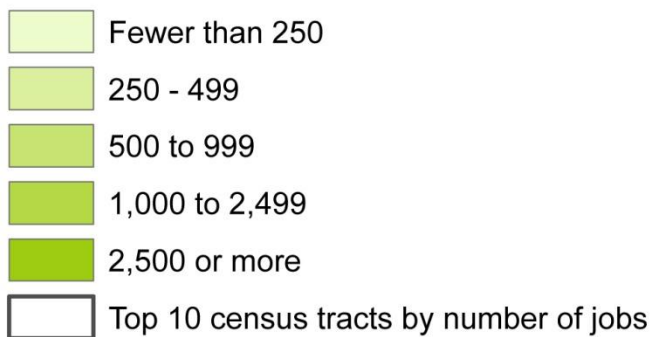 Fewer than 250
250 - 499
500 to 999
1,000 to 2,499
2,500 or more
Top 10 census tracts by number of jobs